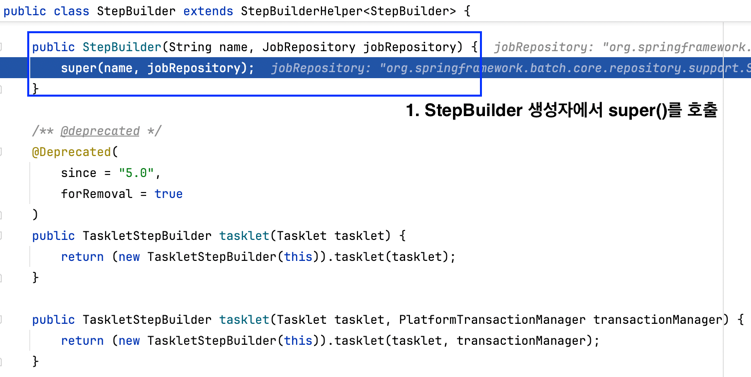 public class StepBuilder extends StepBuilderHelper<StepBuilder> {
public StepBuilder(String name, JobRepository jobRepository) { jobRepository: "org.springframework.
super(name, jobRepository); jobRepository: "org.springframework.batch.core.repository.support.S
}
1. StepBuilder 생성자에서 super()를 호출
/** @deprecated */
@Deprecated(
since = "5.0",
forRemoval = true
)
public TaskletStepBuilder tasklet(Tasklet tasklet) {
return (new TaskletStepBuilder(this)).tasklet(tasklet);
}
public TaskletStepBuilder tasklet(Tasklet tasklet, PlatformTransactionManager transactionManager) {
return (new TaskletStepBuilder(this)).tasklet(tasklet, transactionManager);
}